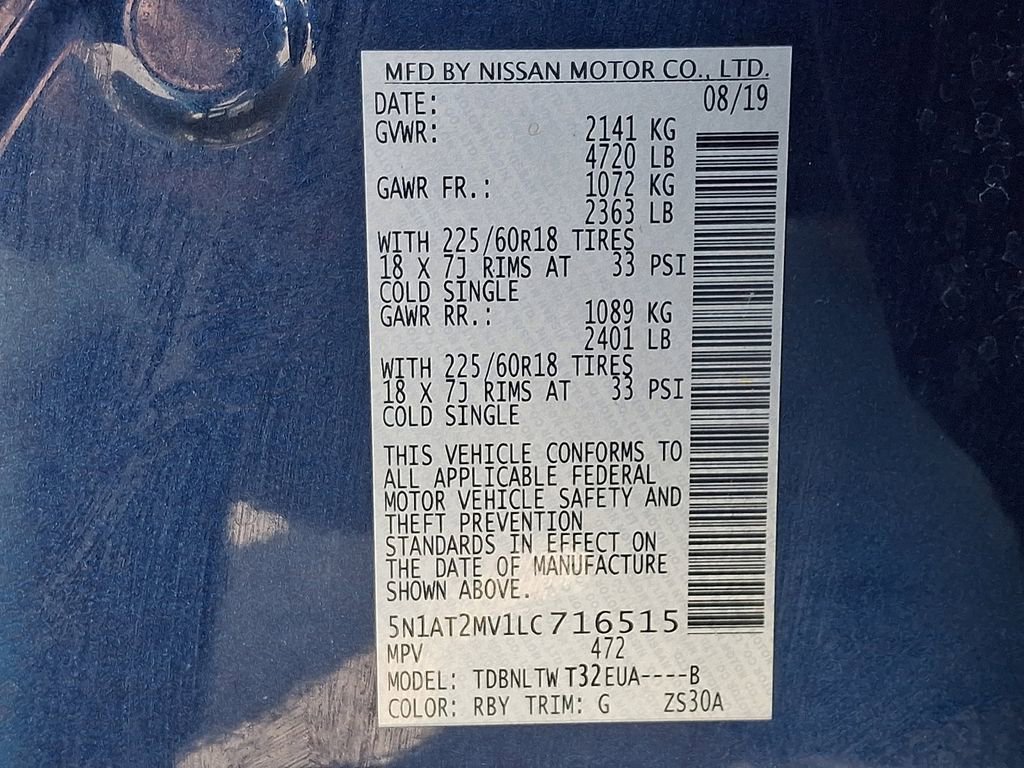 MFD BY NISSAN MOTOR CO., LTD.
DATE: 08/19
GVWR: 2141 KG
4720 LB
GAWR FR.: 1072 KG
2363 LB
WITH 225/60R18 TIRES
18 X 7J RIMS AT 33 PSI
COLD SINGLE
GAWR RR.: 1089 KG
2401 LB
WITH 225/60R18 TIRES
18 X 7J RIMS AT 33 PSI
COLD SINGLE
THIS VEHICLE CONFORMS TO
ALL APPLICABLE FEDERAL
MOTOR VEHICLE SAFETY AND
THEFT PREVENTION
STANDARDS IN EFFECT ON
THE DATE OF MANUFACTURE
SHOWN ABOVE.
5N1AT2MV1LC716515
MPV 472
MODEL: TDBNLTW T32EUA----B
COLOR: RBY TRIM: G ZS30A